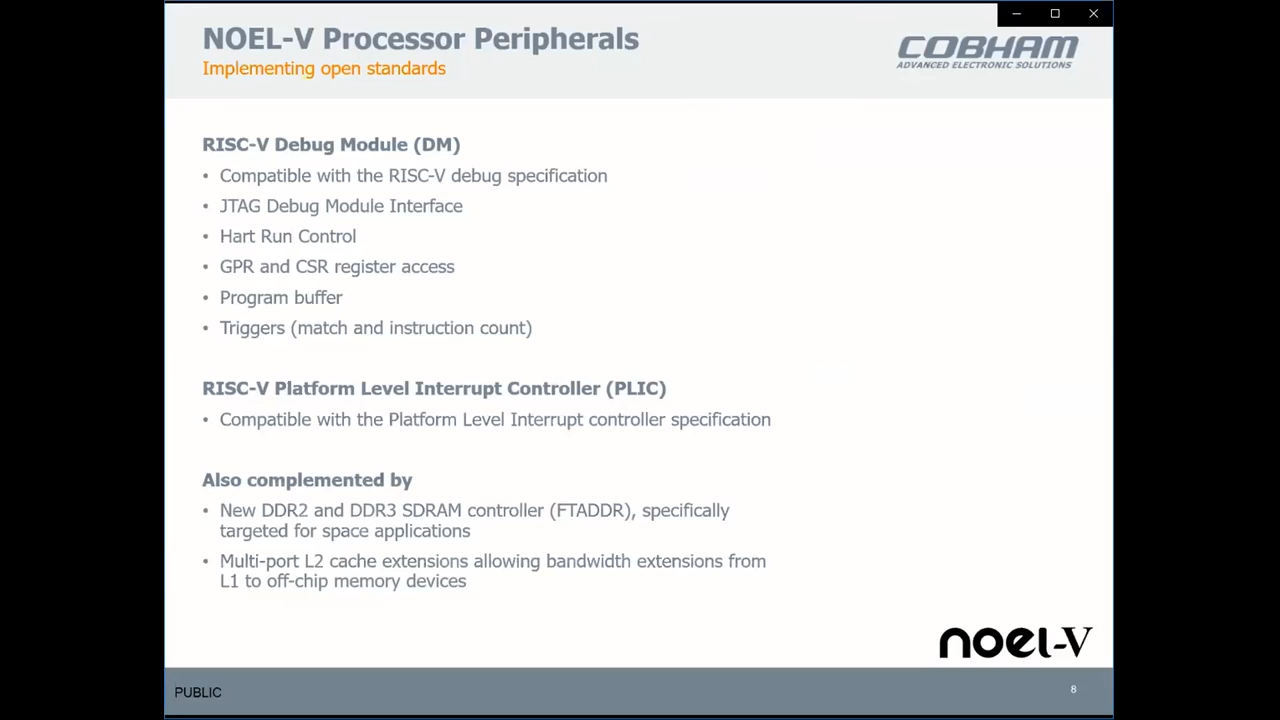 NOEL-V Processor Peripherals
Implementing open standards
COBHAM
ADVANCED ELECTRONIC SOLUTIONS
RISC-V Debug Module (DM)
• Compatible with the RISC-V debug specification
• JTAG Debug Module Interface
• Hart Run Control
• GPR and CSR register access
• Program buffer
• Triggers (match and instruction count)
RISC-V Platform Level Interrupt Controller (PLIC)
• Compatible with the Platform Level Interrupt controller specification
Also complemented by
• New DDR2 and DDR3 SDRAM controller (FTADDR), specifically
targeted for space applications
• Multi-port L2 cache extensions allowing bandwidth extensions from
L1 to off-chip memory devices
noel-V
PUBLIC
8